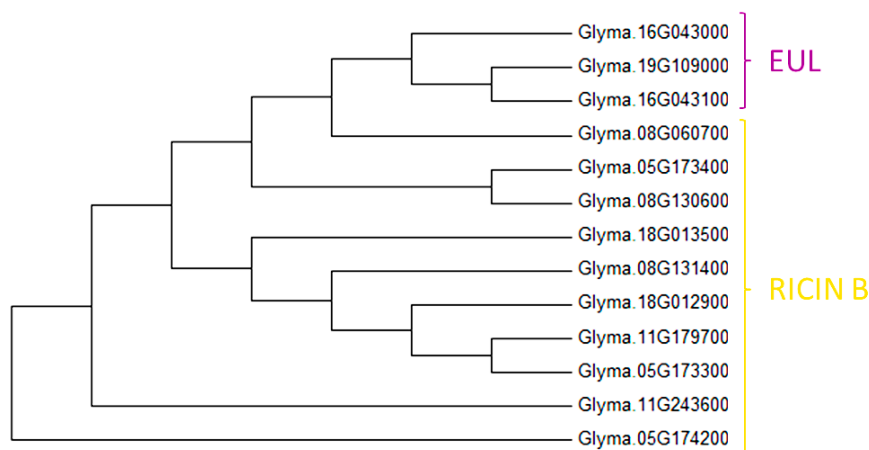 Glyma.16G043000
Glyma.19G109000
EUL
Glyma.16G043100
Glyma.08G060700
Glyma.05G173400
Glyma.08G130600
Glyma.18G013500
Glyma.08G131400
RICIN B
Glyma.18G012900
Glyma.11G179700
Glyma.05G173300
Glyma.11G243600
Glyma.05G174200